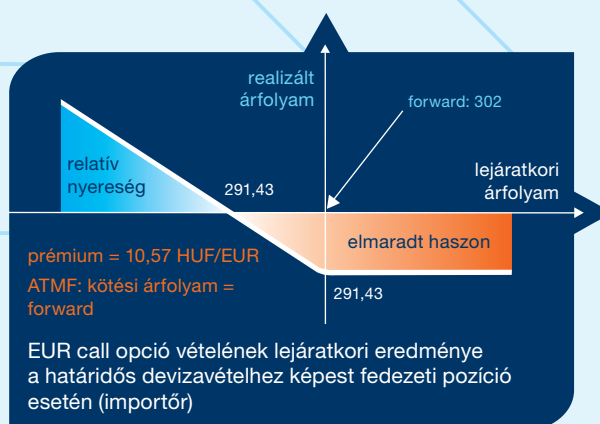 realizált
árfolyam
forward: 302
relatív
nyereség
291,43
lejáratkori
árfolyam
elmaradt haszon
prémium = 10,57 HUF/EUR
ATMF: kötési árfolyam =
forward
291,43
EUR call opció vételének lejáratkori eredménye
a határidős devizavételhez képest fedezeti pozíció
esetén (importőr)